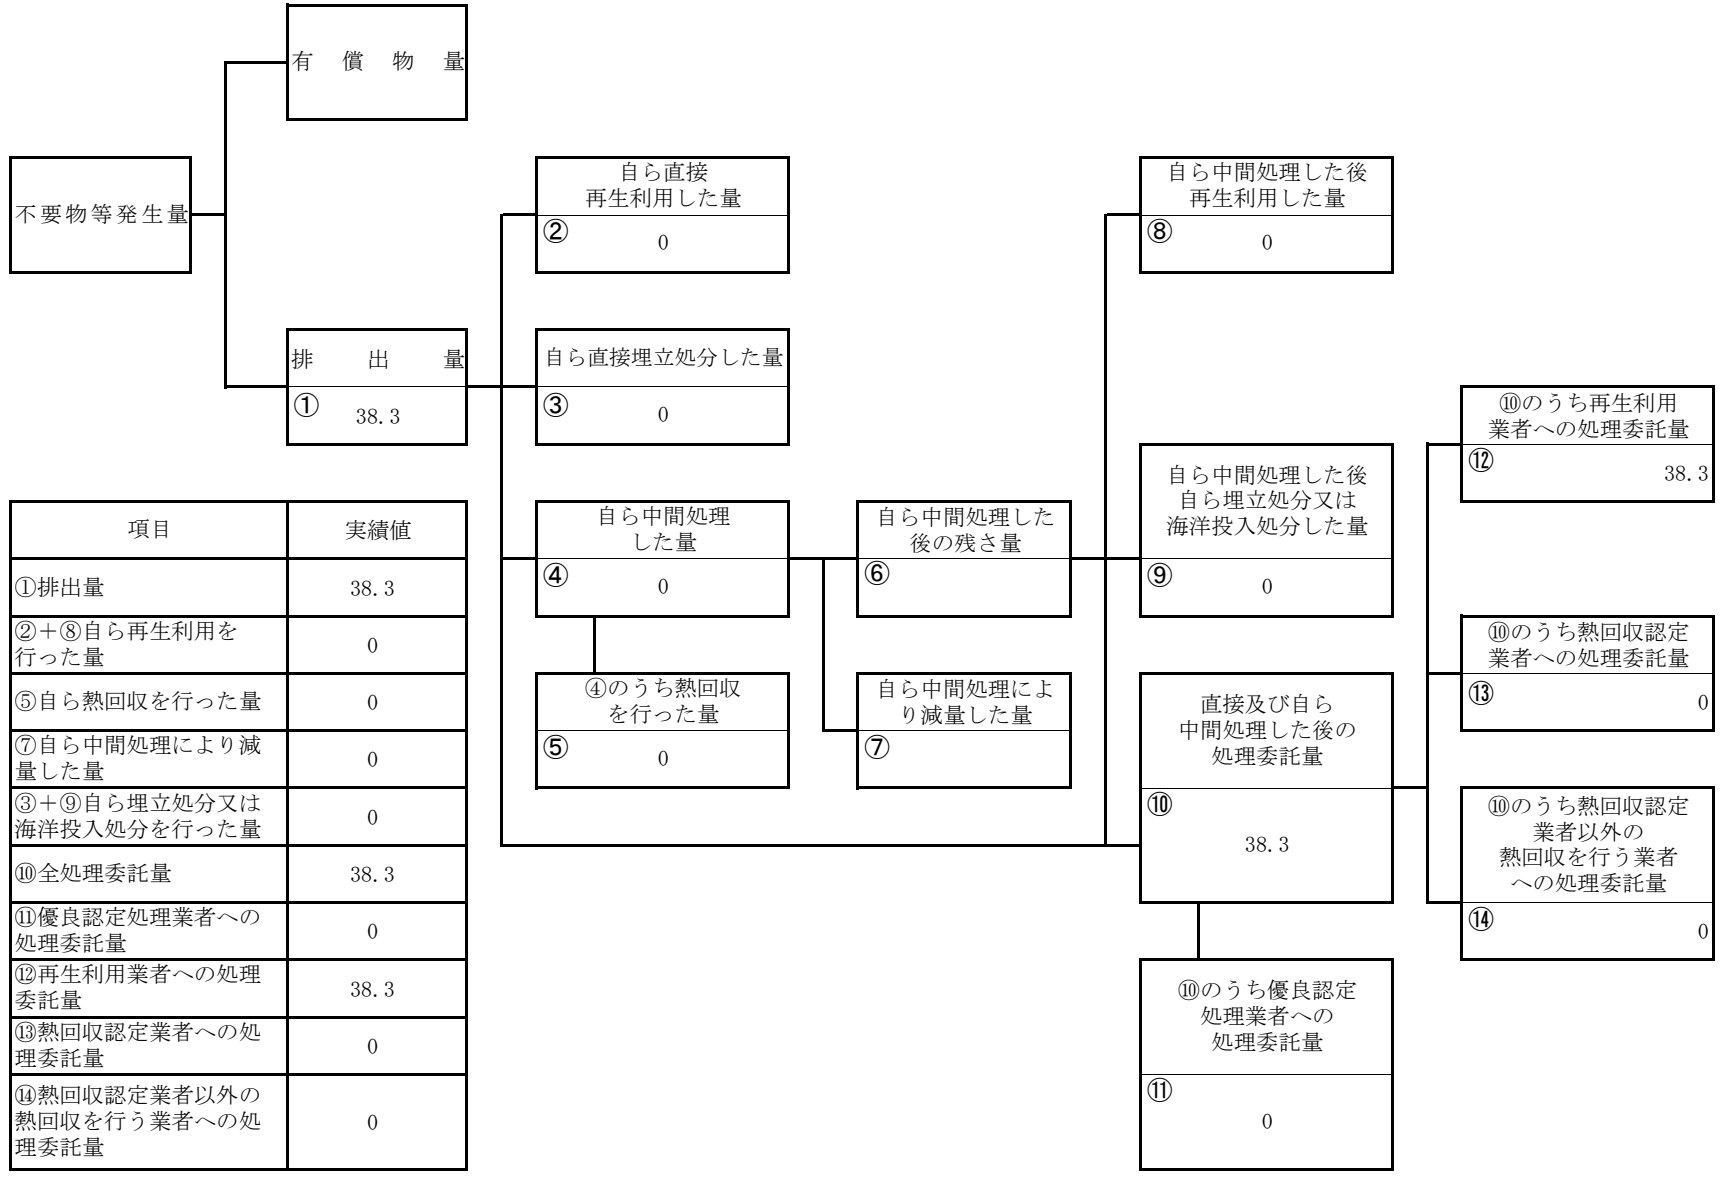 有償物量
不要物等発生量
排出量
①
38.3
自ら直接
再生利用した量
②
0
自ら直接埋立処分した量
③
0
自ら中間処理
した量
④
0
④のうち熱回収
を行った量
⑤
0
自ら中間処理した
後の残さ量
⑥
自ら中間処理によ
り減量した量
⑦
自ら中間処理した後
再生利用した量
⑧
0
自ら中間処理した後
自ら埋立処分又は
海洋投入処分した量
⑨
0
直接及び自ら
中間処理した後の
処理委託量
⑩
38.3
⑩のうち優良認定
処理業者への
処理委託量
⑪
0
⑩のうち再生利用
業者への処理委託量
⑫
38.3
⑩のうち熱回収認定
業者への処理委託量
⑬
0
⑩のうち熱回収認定
業者以外の
熱回収を行う業者
への処理委託量
⑭
0
項目 実績値
①排出量 38.3
②＋⑧自ら再生利用を
行った量 0
⑤自ら熱回収を行った量 0
⑦自ら中間処理により減
量した量 0
③＋⑨自ら埋立処分又は
海洋投入処分を行った量 0
⑩全処理委託量 38.3
⑪優良認定処理業者への
処理委託量 0
⑫再生利用業者への処理
委託量 38.3
⑬熱回収認定業者への処
理委託量 0
⑭熱回収認定業者以外の
熱回収を行う業者への処
理委託量 0